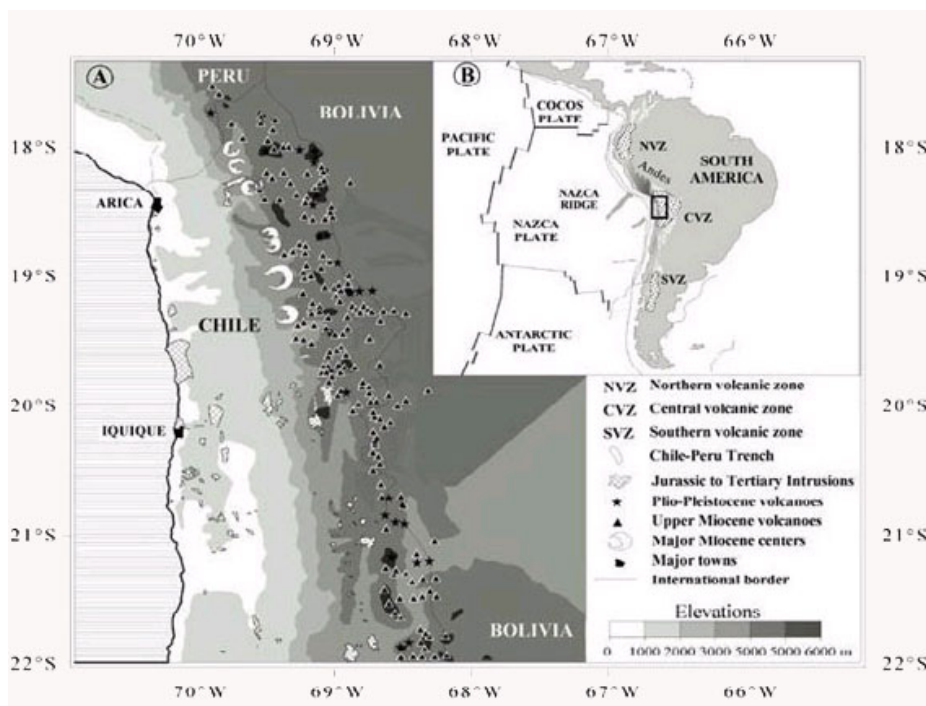 70°W 69°W 68°W 67°W 66°W
A
PERU
BOLIVIA
18°S
ARICA
19°S
CHILE
20°S
IQUIQUE
21°S
BOLIVIA
22°S
B
COCOS
PLATE
PACIFIC
PLATE
NVZ
Andes
SOUTH
AMERICA
NAZCA
RIDGE
CVZ
NAZCA
PLATE
SVZ
ANTARCTIC
PLATE
18°S
19°S
20°S
21°S
22°S
NVZ Northern volcanic zone
CVZ Central volcanic zone
SVZ Southern volcanic zone
Chile-Peru Trench
Jurassic to Tertiary Intrusions
Plio-Pleistocene volcanoes
Upper Miocene volcanoes
Major Miocene centers
Major towns
International border
Elevations
0 1000 2000 3000 4000 5000 6000 m
70°W 69°W 68°W 67°W 66°W